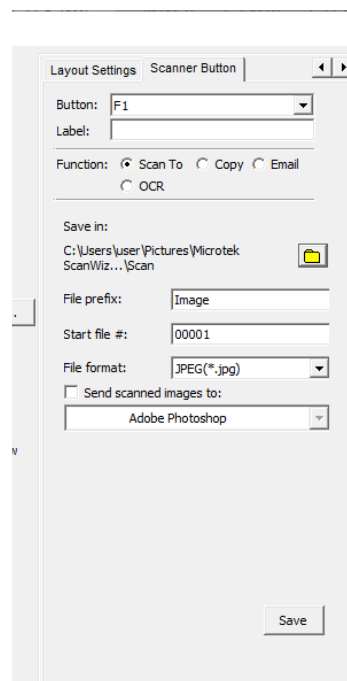 Layout Settings Scanner Button
Button: F1
Label:
Function: Scan To Copy Email
OCR
Save in:
C:\Users\user\Pictures\Microtek
ScanWiz...\Scan
File prefix: Image
Start file #: 00001
File format: JPEG(*.jpg)
Send scanned images to:
Adobe Photoshop
w
Save